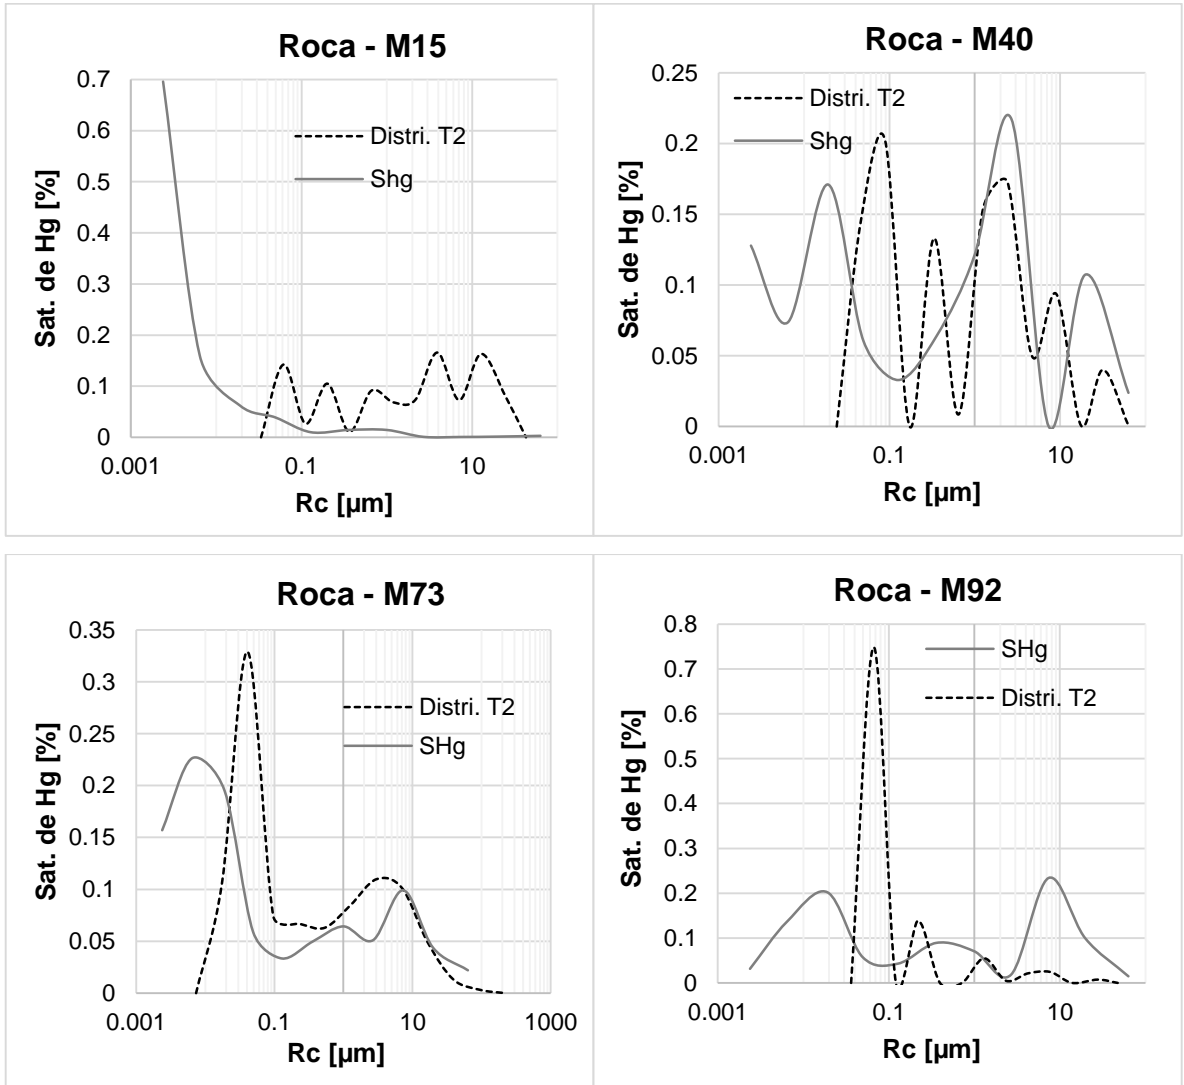 Roca - M15
0.7
0.6
0.5
0.4
0.3
0.2
0.1
0
Sat. de Hg [%]
Distri. T2
Shg
0.001
0.1
10
Rc [µm]
Roca - M40
0.25
0.2
0.15
0.1
0.05
0
Sat. de Hg [%]
Distri. T2
Shg
0.001
0.1
10
Rc [µm]
Roca - M73
0.35
0.3
0.25
0.2
0.15
0.1
0.05
0
Sat. de Hg [%]
Distri. T2
SHg
0.001
0.1
10
1000
Rc [µm]
Roca - M92
0.8
0.7
0.6
0.5
0.4
0.3
0.2
0.1
0
Sat. de Hg [%]
SHg
Distri. T2
0.001
0.1
10
Rc [µm]